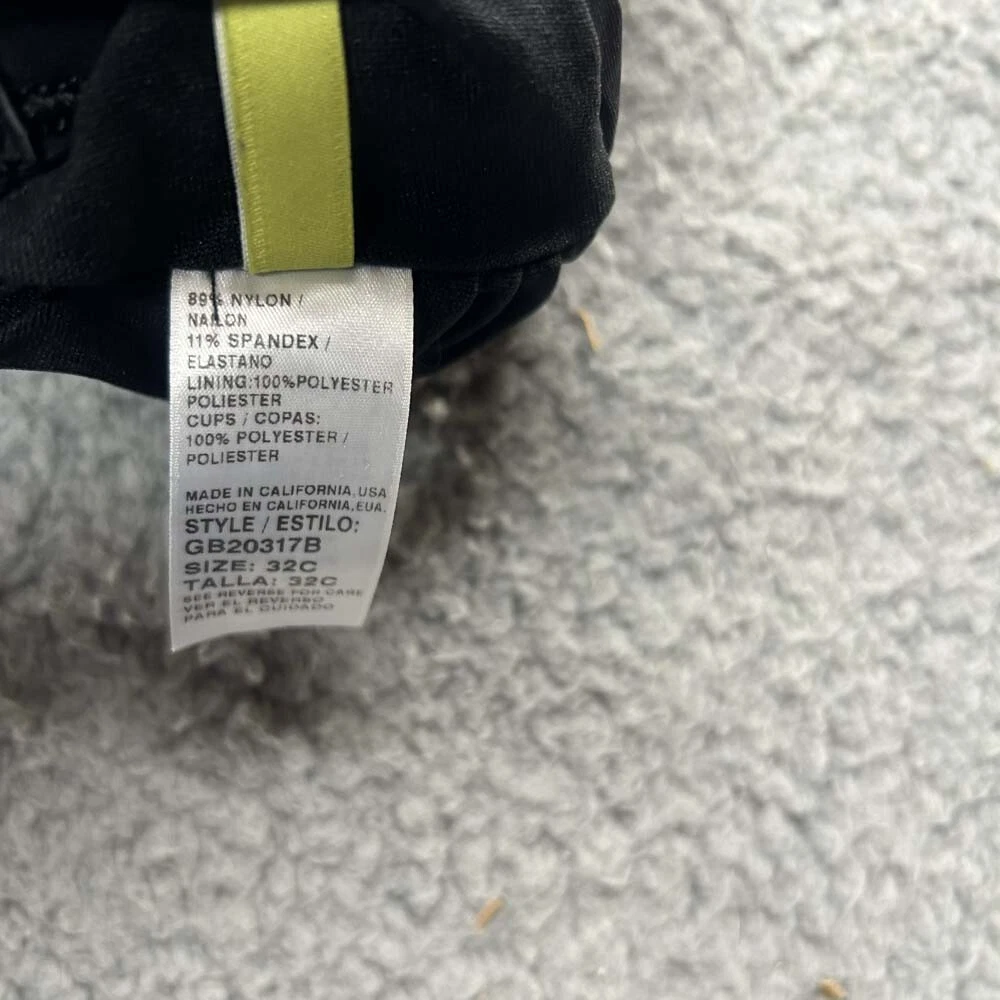 89% NYLON /
NAILON
11% SPANDEX /
ELASTANO
LINING:100%POLYESTER
POLIESTER
CUPS / COPAS:
100% POLYESTER /
POLIESTER
MADE IN CALIFORNIA,USA
HECHO EN CALIFORNIA,EUA.
STYLE / ESTILO:
GB20317B
SIZE: 32C
TALLA: 32C
SEE REVERSE FOR CARE
VER EL REVERSO
PARA EL CUIDADO